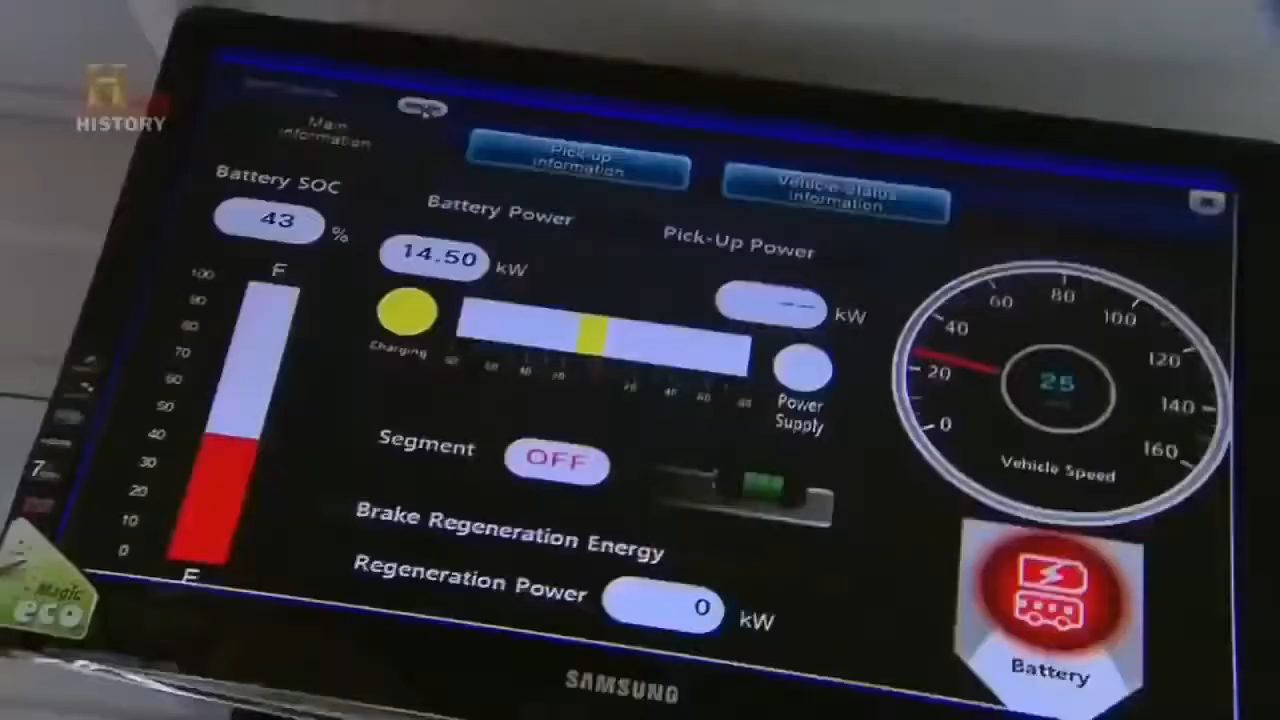 HISTORY
Main
Information
Pick-up
Information
Vehicle Status
Information
Battery SOC
43 %
Battery Power
14.50 kW
Pick-Up Power
-- kW
F
100
90
80
70
60
50
40
30
20
10
0
E
Charging
Power
Supply
Segment OFF
Brake Regeneration Energy
Regeneration Power 0 kW
0
20
40
60
80
100
120
140
160
25
Vehicle Speed
Battery
Magic
eco
SAMSUNG